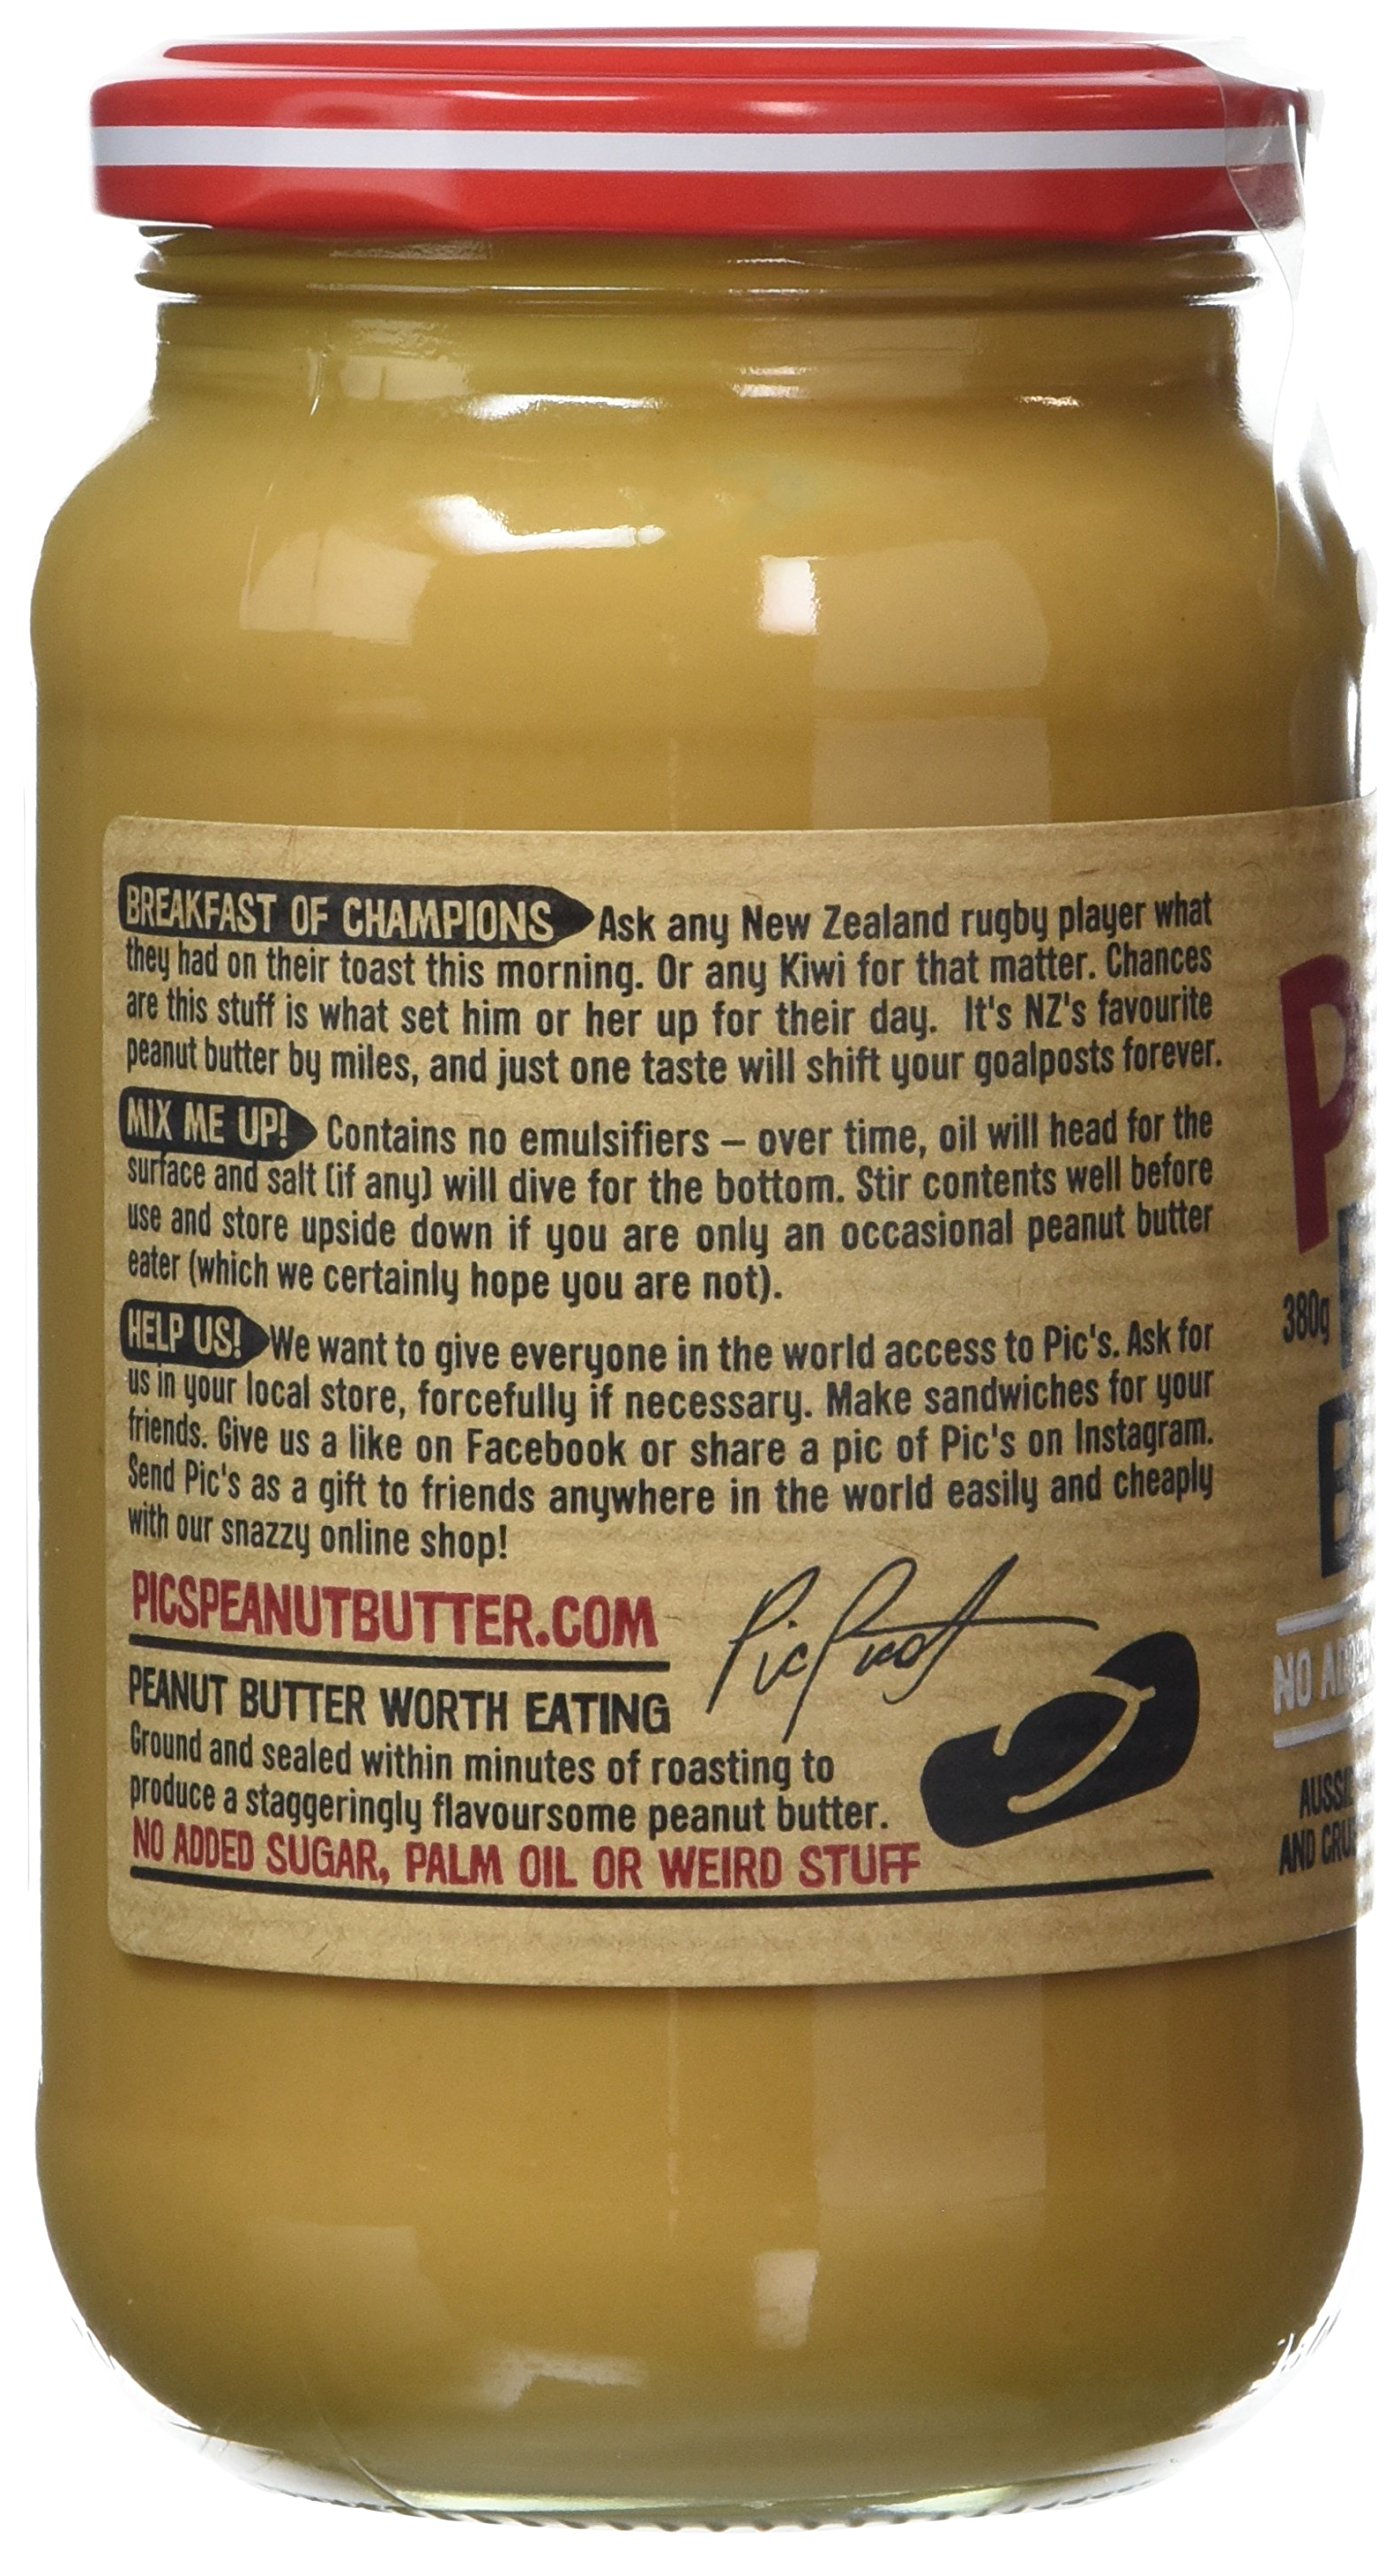 BREAKFAST OF CHAMPIONS Ask any New Zealand rugby player what
they had on their toast this morning. Or any Kiwi for that matter. Chances
are this stuff is what set him or her up for their day. It's NZ's favourite
peanut butter by miles, and just one taste will shift your goalposts forever.
MIX ME UP! Contains no emulsifiers – over time, oil will head for the
surface and salt (if any) will dive for the bottom. Stir contents well before
use and store upside down if you are only an occasional peanut butter
eater (which we certainly hope you are not).
HELP US! We want to give everyone in the world access to Pic's. Ask for
us in your local store, forcefully if necessary. Make sandwiches for your
friends. Give us a like on Facebook or share a pic of Pic's on Instagram.
Send Pic's as a gift to friends anywhere in the world easily and cheaply
with our snazzy online shop!
PICSPEANUTBUTTER.COM
Pic Picot
PEANUT BUTTER WORTH EATING
Ground and sealed within minutes of roasting to
produce a staggeringly flavoursome peanut butter.
NO ADDED SUGAR, PALM OIL OR WEIRD STUFF
380g
NO
AND